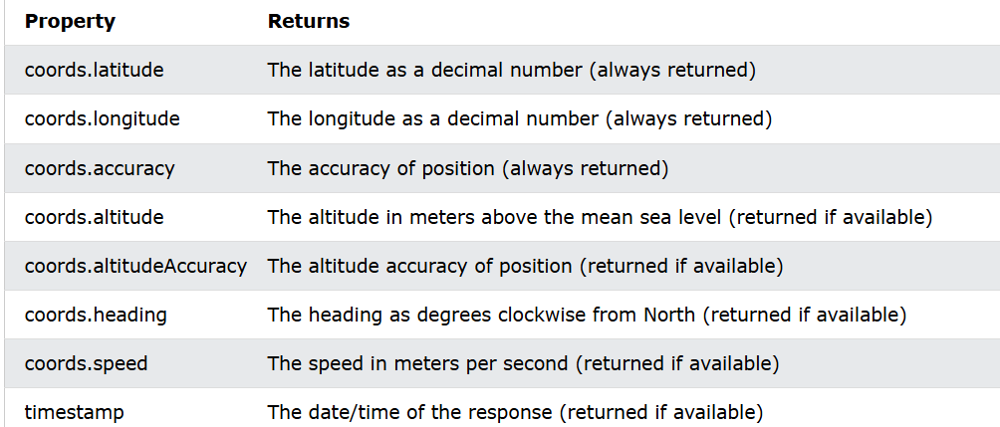 Property Returns
coords.latitude The latitude as a decimal number (always returned)
coords.longitude The longitude as a decimal number (always returned)
coords.accuracy The accuracy of position (always returned)
coords.altitude The altitude in meters above the mean sea level (returned if available)
coords.altitudeAccuracy The altitude accuracy of position (returned if available)
coords.heading The heading as degrees clockwise from North (returned if available)
coords.speed The speed in meters per second (returned if available)
timestamp The date/time of the response (returned if available)